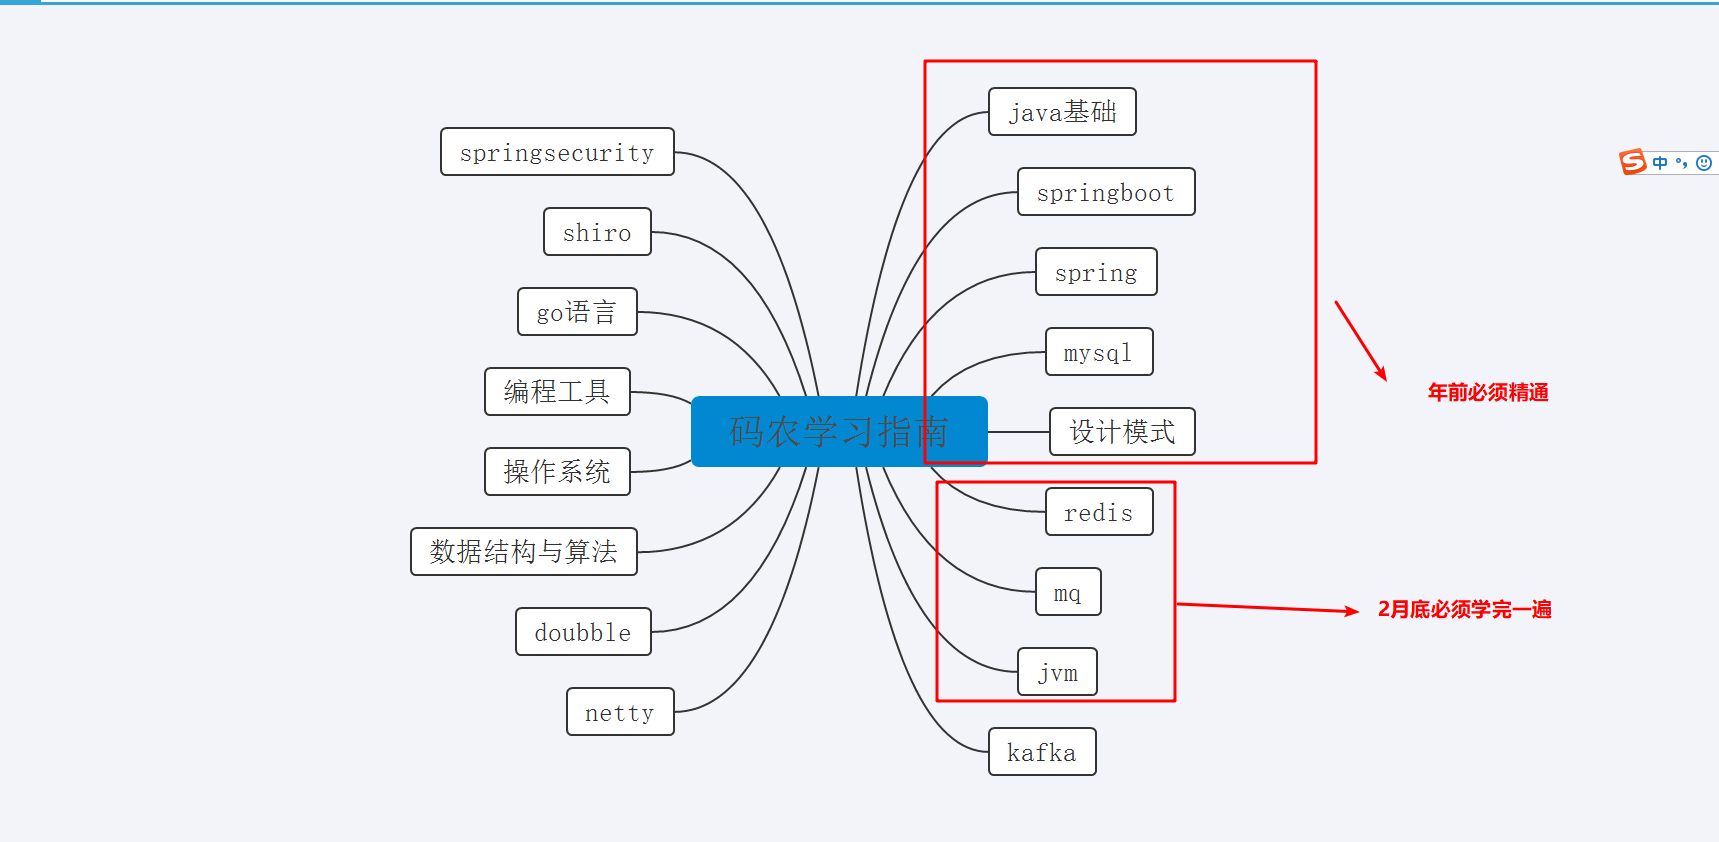 java基础
springsecurity
springboot
shiro
spring
go语言
mysql
编程工具
年前必须精通
码农学习指南
设计模式
操作系统
redis
数据结构与算法
mq
2月底必须学完一遍
doubble
jvm
netty
kafka
S中